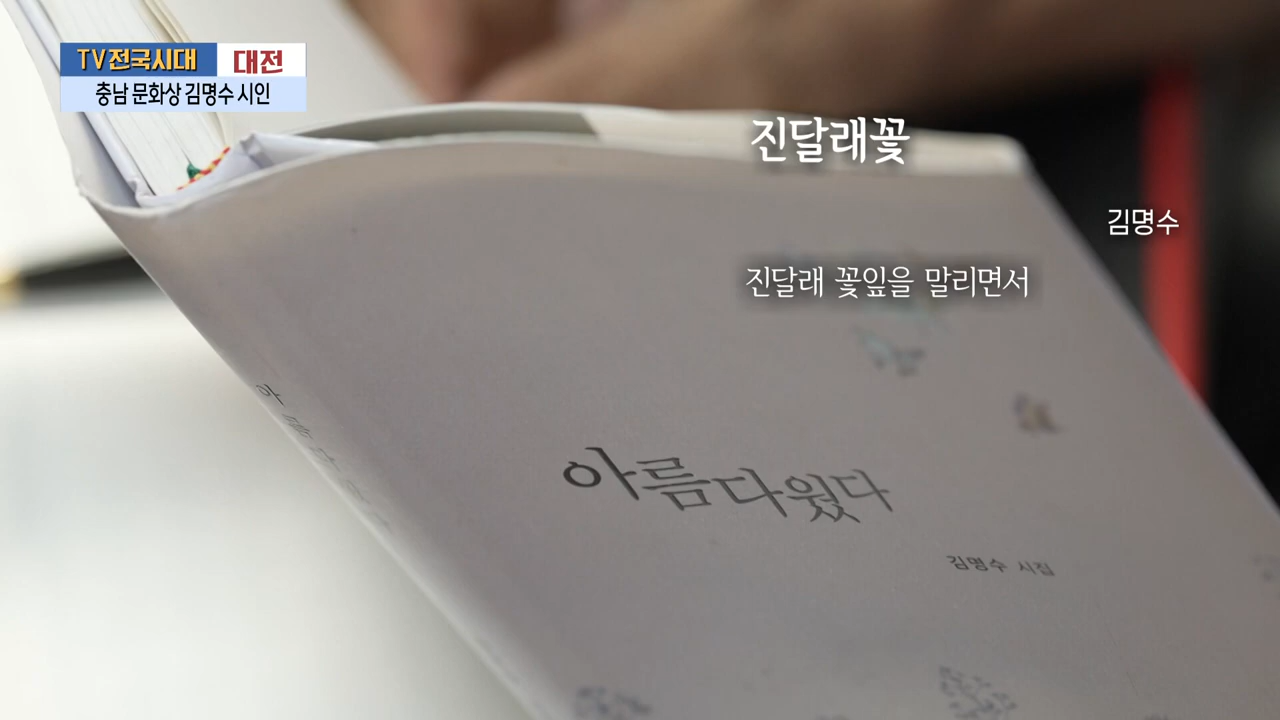 TV전국시대 대전
충남 문화상 김명수 시인
진달래꽃
김명수
진달래 꽃잎을 말리면서
아름다웠다
김명수 시집